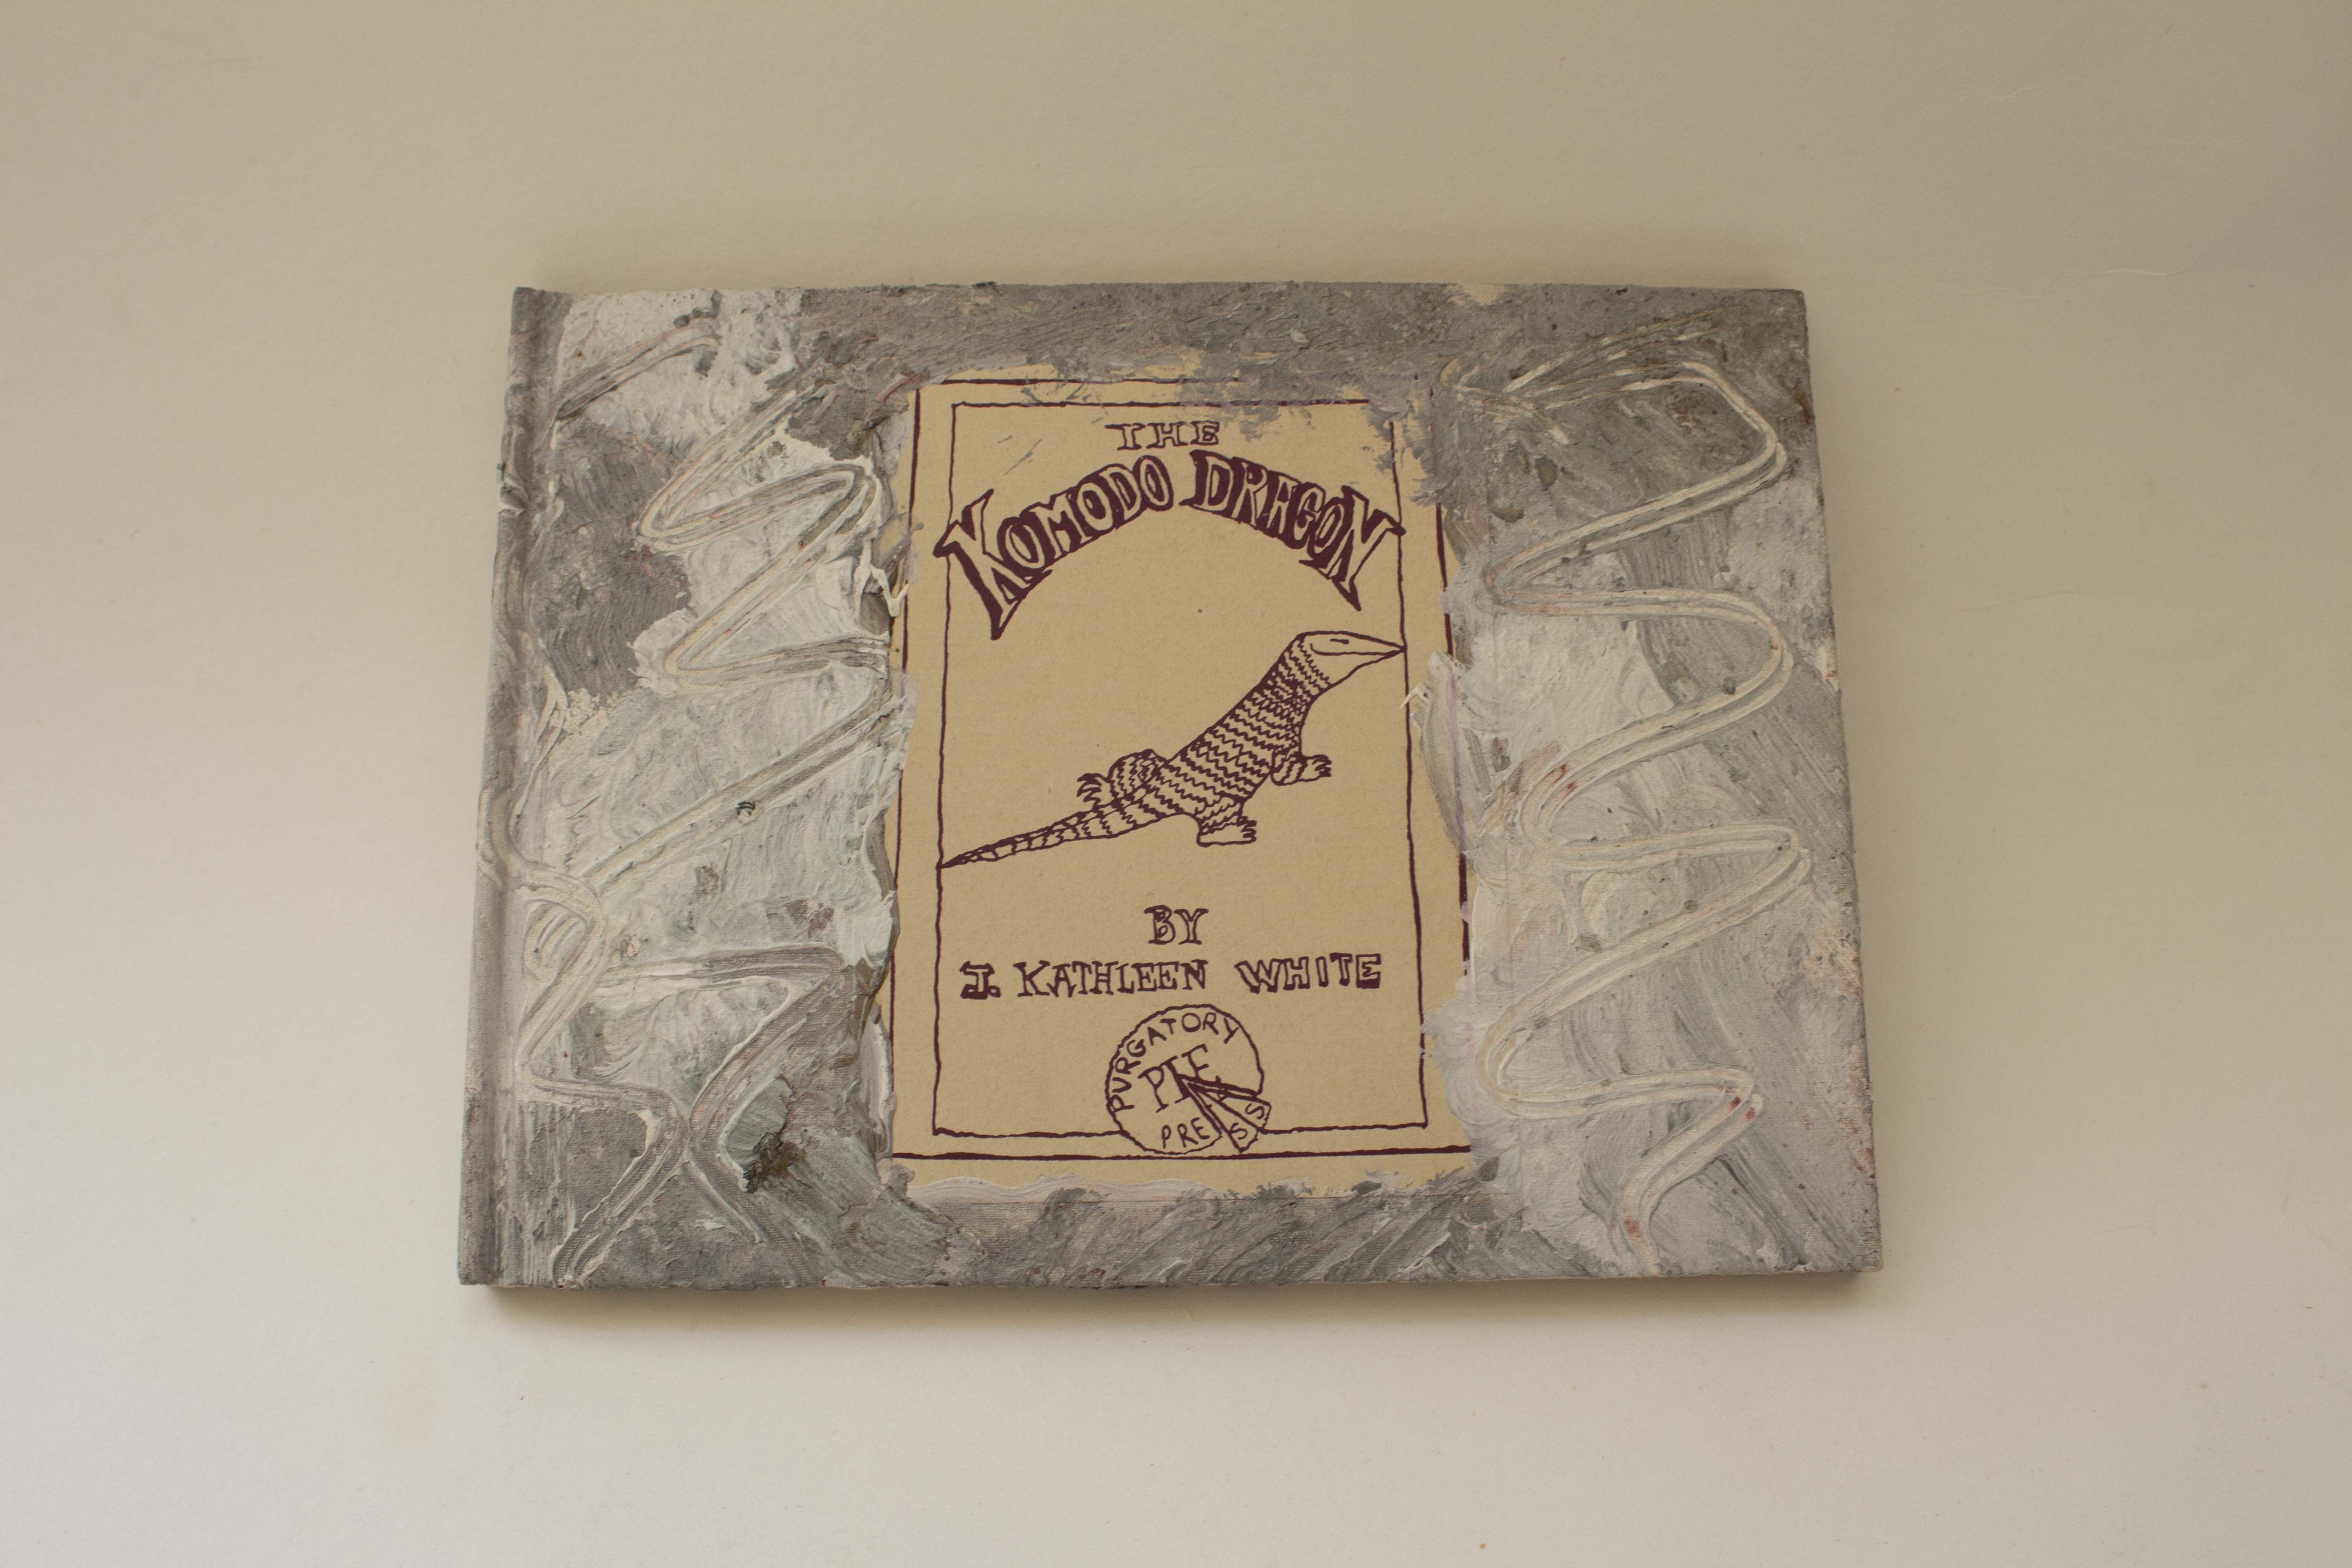 THE
KOMODO DRAGON
BY
J. KATHLEEN WHITE
PURGATORY
PIE
PRESS